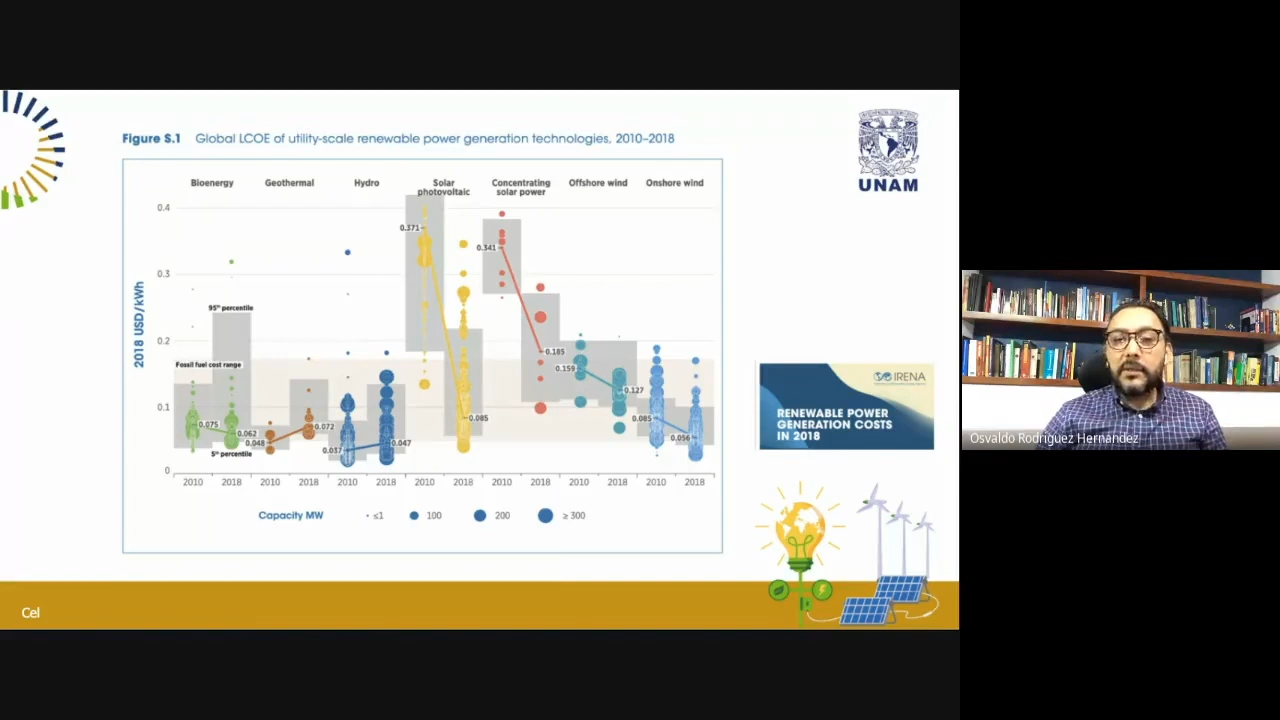 Figure S.1 Global LCOE of utility-scale renewable power generation technologies, 2010–2018
UNAM
Bioenergy Geothermal Hydro Solar photovoltaic Concentrating solar power Offshore wind Onshore wind
2018 USD/kWh
0.4
0.3
0.2
0.1
0
95th percentile
Fossil fuel cost range
5th percentile
0.075
0.062
0.048
0.072
0.037
0.047
0.371
0.085
0.341
0.185
0.159
0.127
0.085
0.056
2010 2018 2010 2018 2010 2018 2010 2018 2010 2018 2010 2018 2010 2018
Capacity MW ≤1 100 200 ≥ 300
IRENA
RENEWABLE POWER
GENERATION COSTS
IN 2018
Cel
Osvaldo Rodríguez Hernández